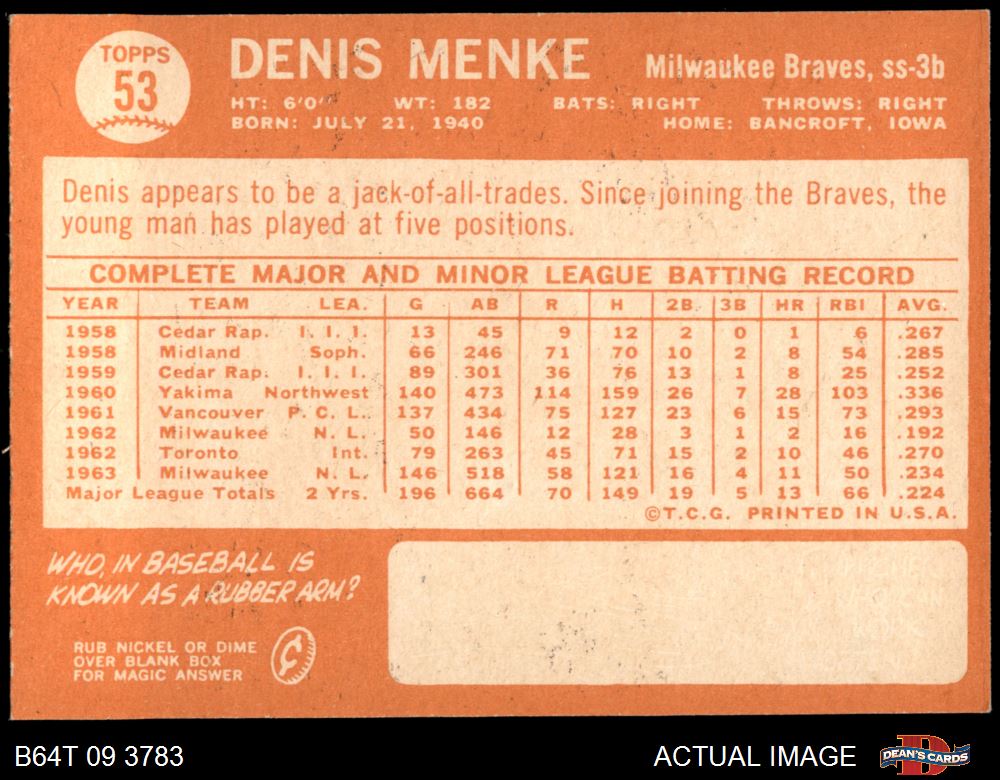 TOPPS
53
DENIS MENKE
Milwaukee Braves, ss-3b
HT: 6'0" WT: 182 BATS: RIGHT THROWS: RIGHT
BORN: JULY 21, 1940 HOME: BANCROFT, IOWA
Denis appears to be a jack-of-all-trades. Since joining the Braves, the
young man has played at five positions.
COMPLETE MAJOR AND MINOR LEAGUE BATTING RECORD
YEAR TEAM LEA. G AB R H 2B 3B HR RBI AVG.
1958 Cedar Rap. I. I. I. 13 45 9 12 2 0 1 6 .267
1958 Midland Soph. 66 246 71 70 10 2 8 54 .285
1959 Cedar Rap. I. I. I. 89 301 36 76 13 1 8 25 .252
1960 Yakima Northwest 140 473 114 159 26 7 28 103 .336
1961 Vancouver P. C. L. 137 434 75 127 23 6 15 73 .293
1962 Milwaukee N. L. 50 146 12 28 3 1 2 16 .192
1962 Toronto Int. 79 263 45 71 15 2 10 46 .270
1963 Milwaukee N. L. 146 518 58 121 16 4 11 50 .234
Major League Totals 2 Yrs. 196 664 70 149 19 5 13 66 .224
©T.C.G. PRINTED IN U.S.A.
WHO, IN BASEBALL IS
KNOWN AS A RUBBER ARM?
RUB NICKEL OR DIME
OVER BLANK BOX
FOR MAGIC ANSWER
¢
B64T 09 3783
ACTUAL IMAGE
D
DEAN'S CARDS